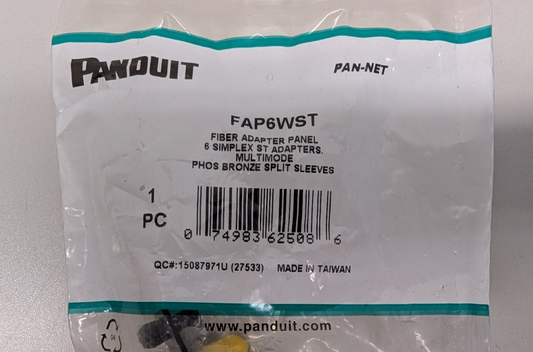 PANDUIT
PAN-NET
FAP6WST
FIBER ADAPTER PANEL
6 SIMPLEX ST ADAPTERS.
MULTIMODE
PHOS BRONZE SPLIT SLEEVES
1
PC
0 74983 62508 6
QC#:15087971U (27533) MADE IN TAIWAN
www.panduit.com